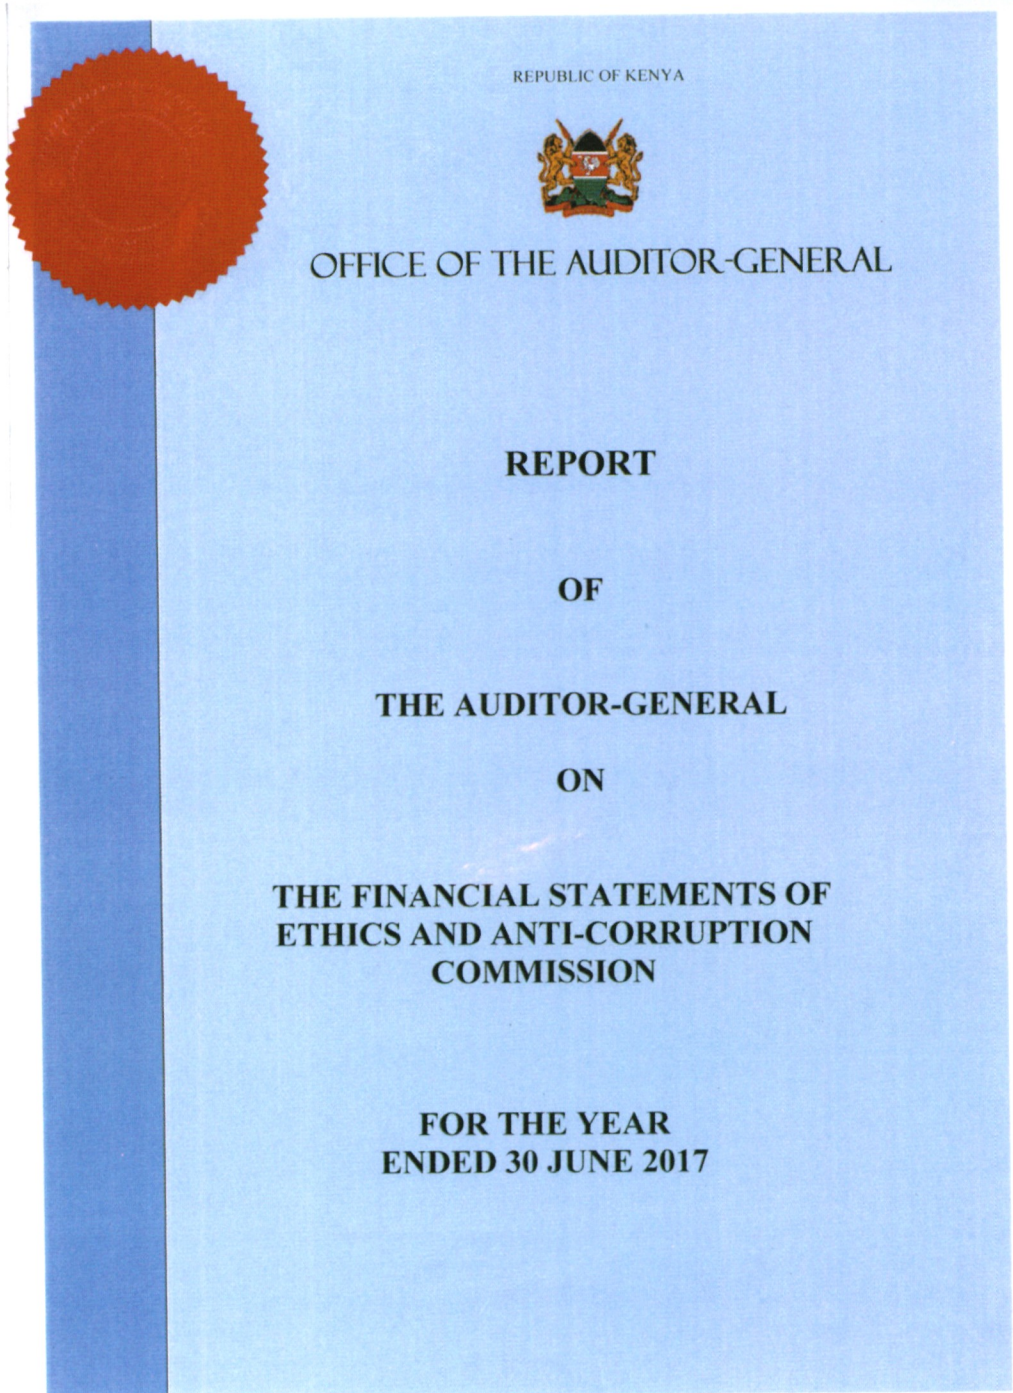 REPUBLIC OF KENYA
OFFICE OF THE AUDITOR-GENERAL
REPORT
OF
THE AUDITOR-GENERAL
ON
THE FINANCIAL STATEMENTS OF
ETHICS AND ANTI-CORRUPTION
COMMISSION
FOR THE YEAR
ENDED 30 JUNE 2017